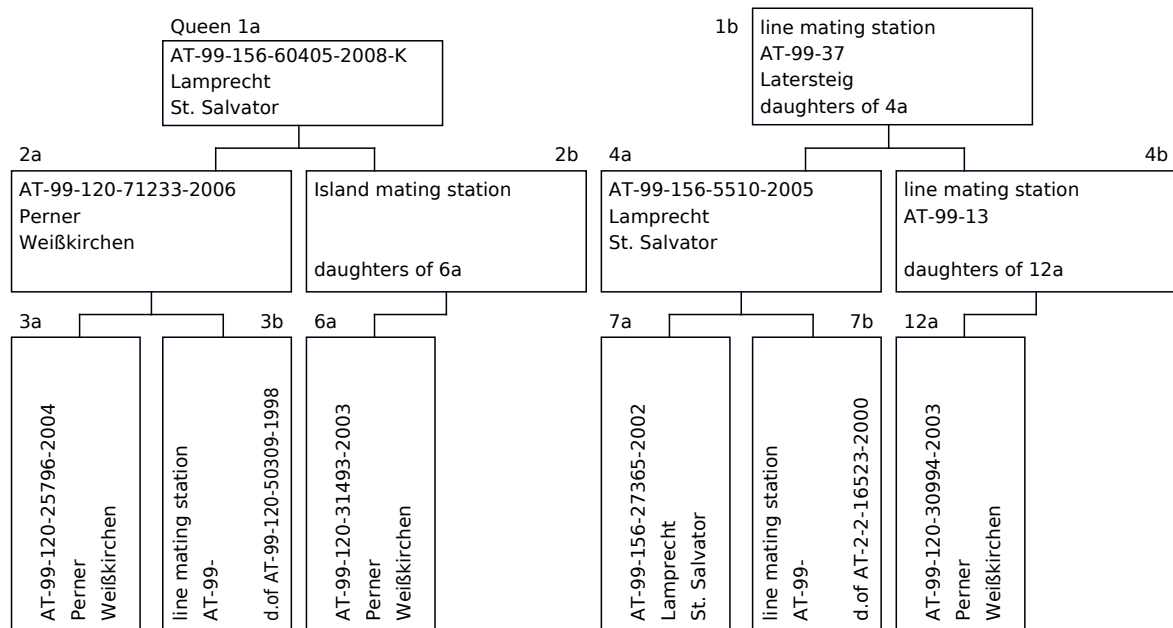 Queen 1a
AT-99-156-60405-2008-K
Lamprecht
St. Salvator
1b
line mating station
AT-99-37
Latersteig
daughters of 4a
2a
AT-99-120-71233-2006
Perner
Weißkirchen
2b
Island mating station
daughters of 6a
4a
AT-99-156-5510-2005
Lamprecht
St. Salvator
4b
line mating station
AT-99-13
daughters of 12a
3a
AT-99-120-25796-2004
Perner
Weißkirchen
3b
line mating station
AT-99-
d.of AT-99-120-50309-1998
6a
AT-99-120-31493-2003
Perner
Weißkirchen
7a
AT-99-156-27365-2002
Lamprecht
St. Salvator
7b
line mating station
AT-99-
d.of AT-2-2-16523-2000
12a
AT-99-120-30994-2003
Perner
Weißkirchen